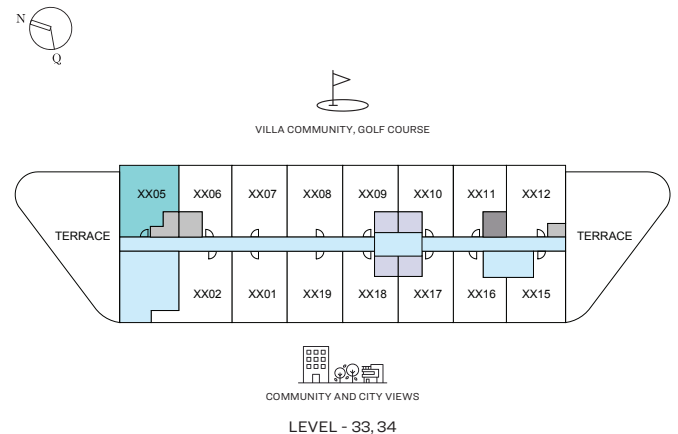 N
Q
VILLA COMMUNITY, GOLF COURSE
XX05 XX06 XX07 XX08 XX09 XX10 XX11 XX12
TERRACE TERRACE
XX02 XX01 XX19 XX18 XX17 XX16 XX15
COMMUNITY AND CITY VIEWS
LEVEL - 33, 34